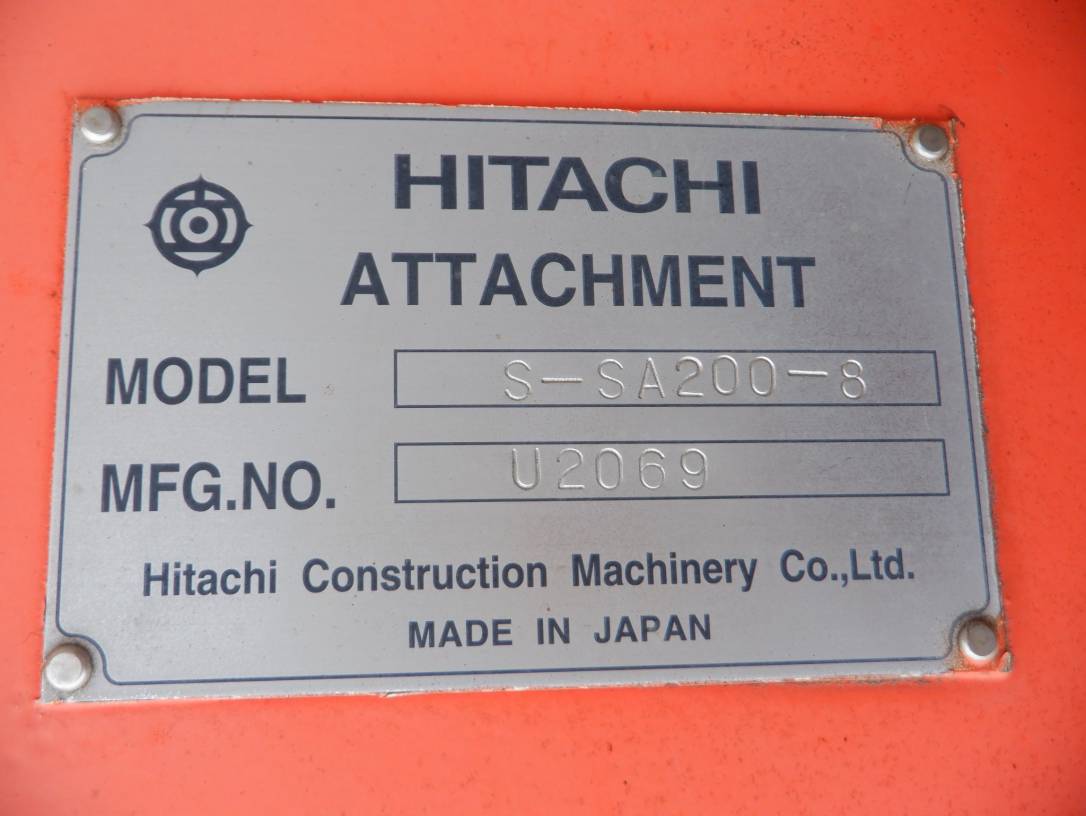 HITACHI
ATTACHMENT
MODEL S-SA200-8
MFG.NO. U2069
Hitachi Construction Machinery Co.,Ltd.
MADE IN JAPAN